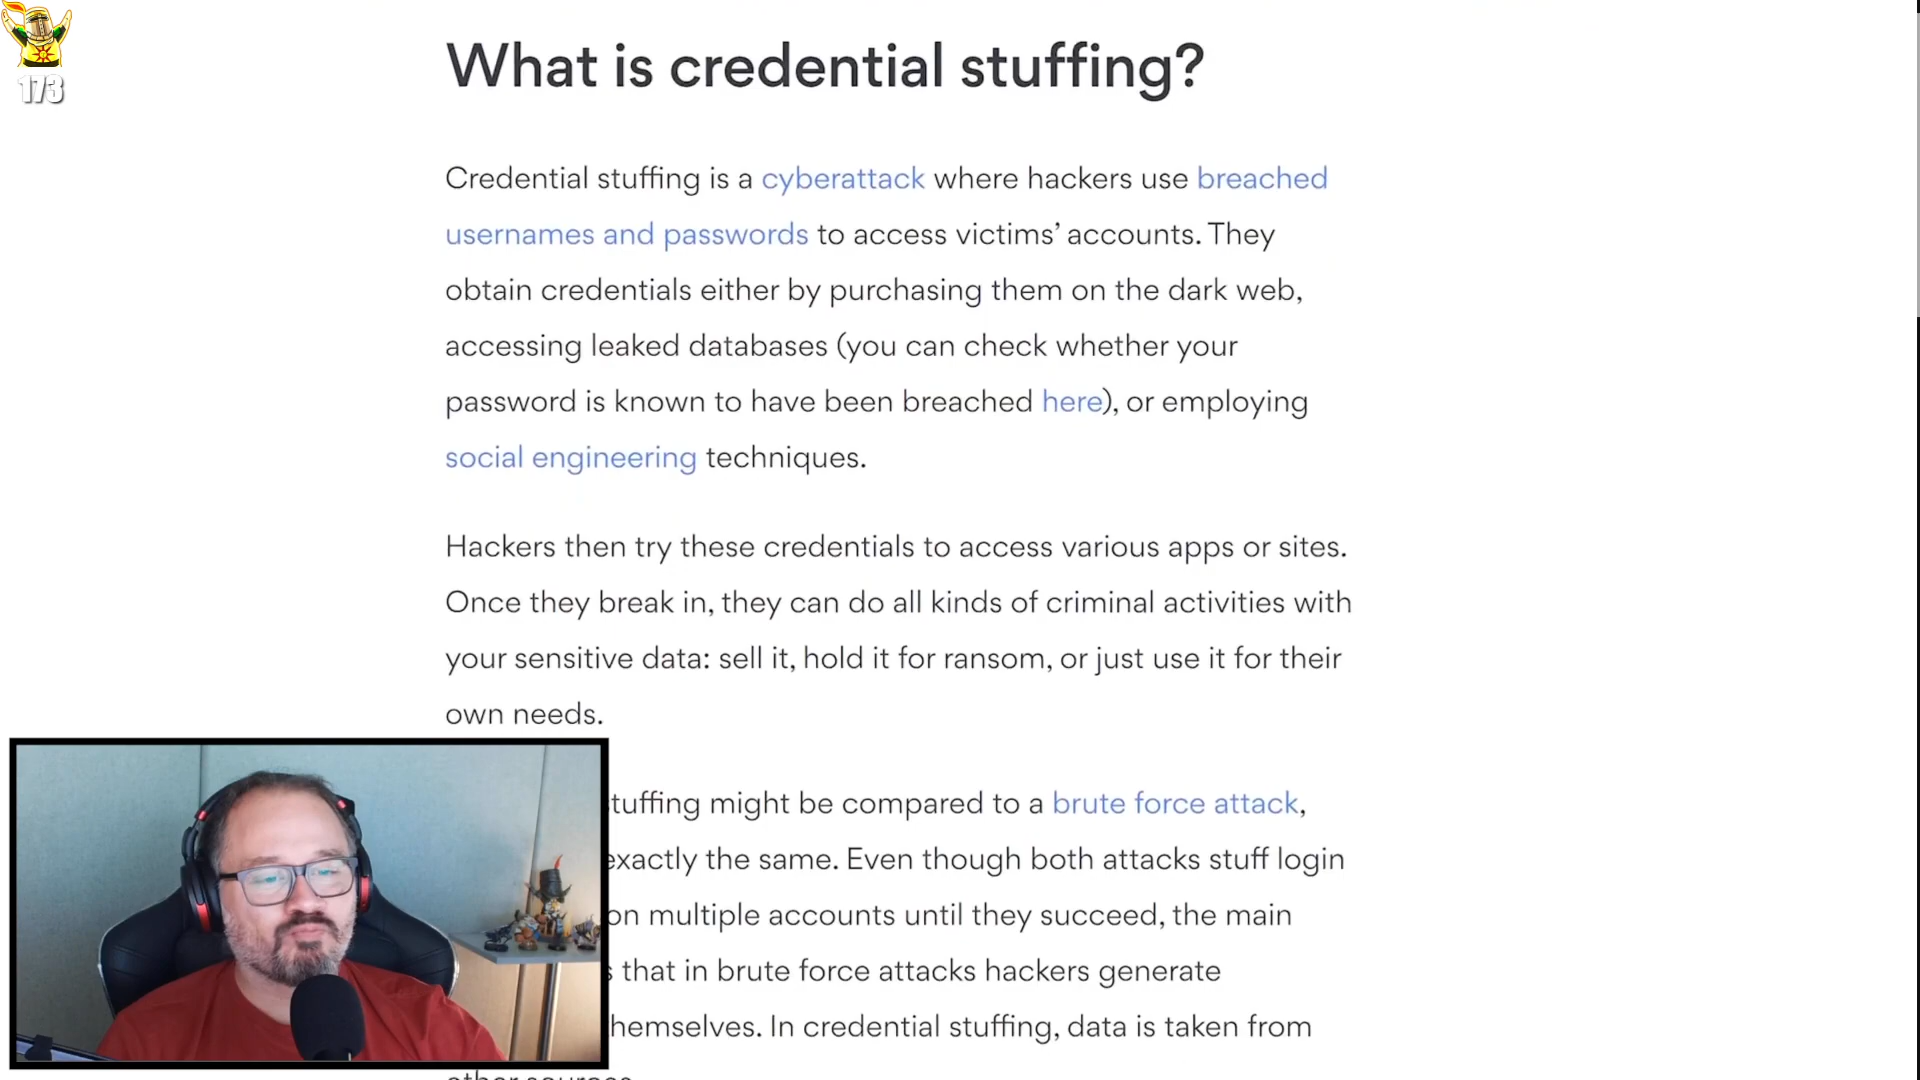 173
What is credential stuffing?
Credential stuffing is a cyberattack where hackers use breached
usernames and passwords to access victims’ accounts. They
obtain credentials either by purchasing them on the dark web,
accessing leaked databases (you can check whether your
password is known to have been breached here), or employing
social engineering techniques.
Hackers then try these credentials to access various apps or sites.
Once they break in, they can do all kinds of criminal activities with
your sensitive data: sell it, hold it for ransom, or just use it for their
own needs.
tuffing might be compared to a brute force attack,
exactly the same. Even though both attacks stuff login
on multiple accounts until they succeed, the main
s that in brute force attacks hackers generate
hemselves. In credential stuffing, data is taken from
other sources